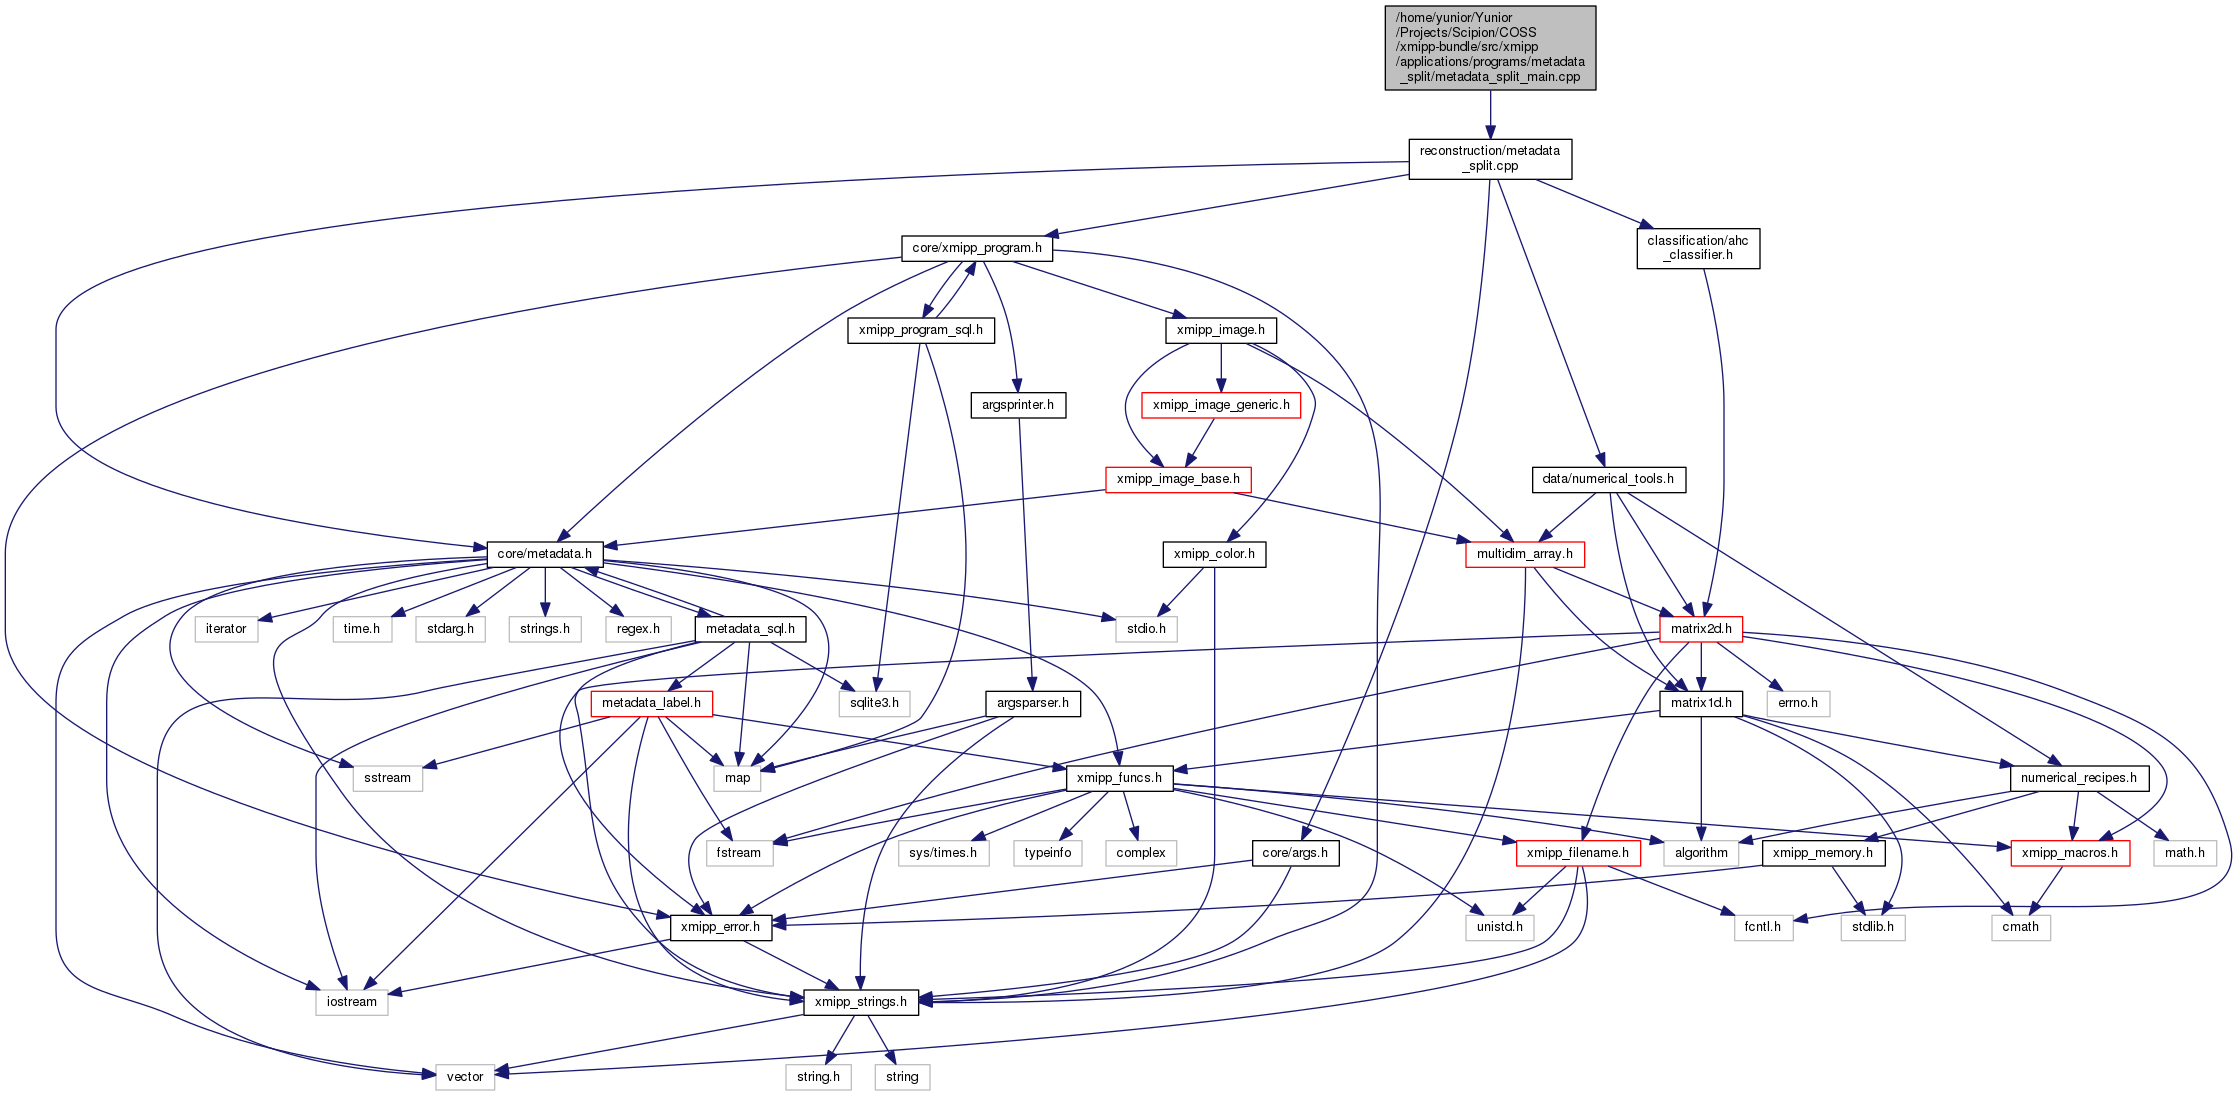 /home/yunior/Yunior
/Projects/Scipion/COSS
/xmipp-bundle/src/xmipp
/applications/programs/metadata
_split/metadata_split_main.cpp
reconstruction/metadata
_split.cpp
core/xmipp_program.h
classification/ahc
_classifier.h
xmipp_program_sql.h
xmipp_image.h
argsprinter.h
xmipp_image_generic.h
xmipp_image_base.h
data/numerical_tools.h
core/metadata.h
xmipp_color.h
multidim_array.h
iterator
time.h
stdarg.h
strings.h
regex.h
metadata_sql.h
stdio.h
matrix2d.h
metadata_label.h
sqlite3.h
argsparser.h
matrix1d.h
errno.h
sstream
map
xmipp_funcs.h
numerical_recipes.h
fstream
sys/times.h
typeinfo
complex
core/args.h
xmipp_filename.h
algorithm
xmipp_memory.h
xmipp_macros.h
math.h
xmipp_error.h
unistd.h
fcntl.h
stdlib.h
cmath
iostream
xmipp_strings.h
vector
string.h
string